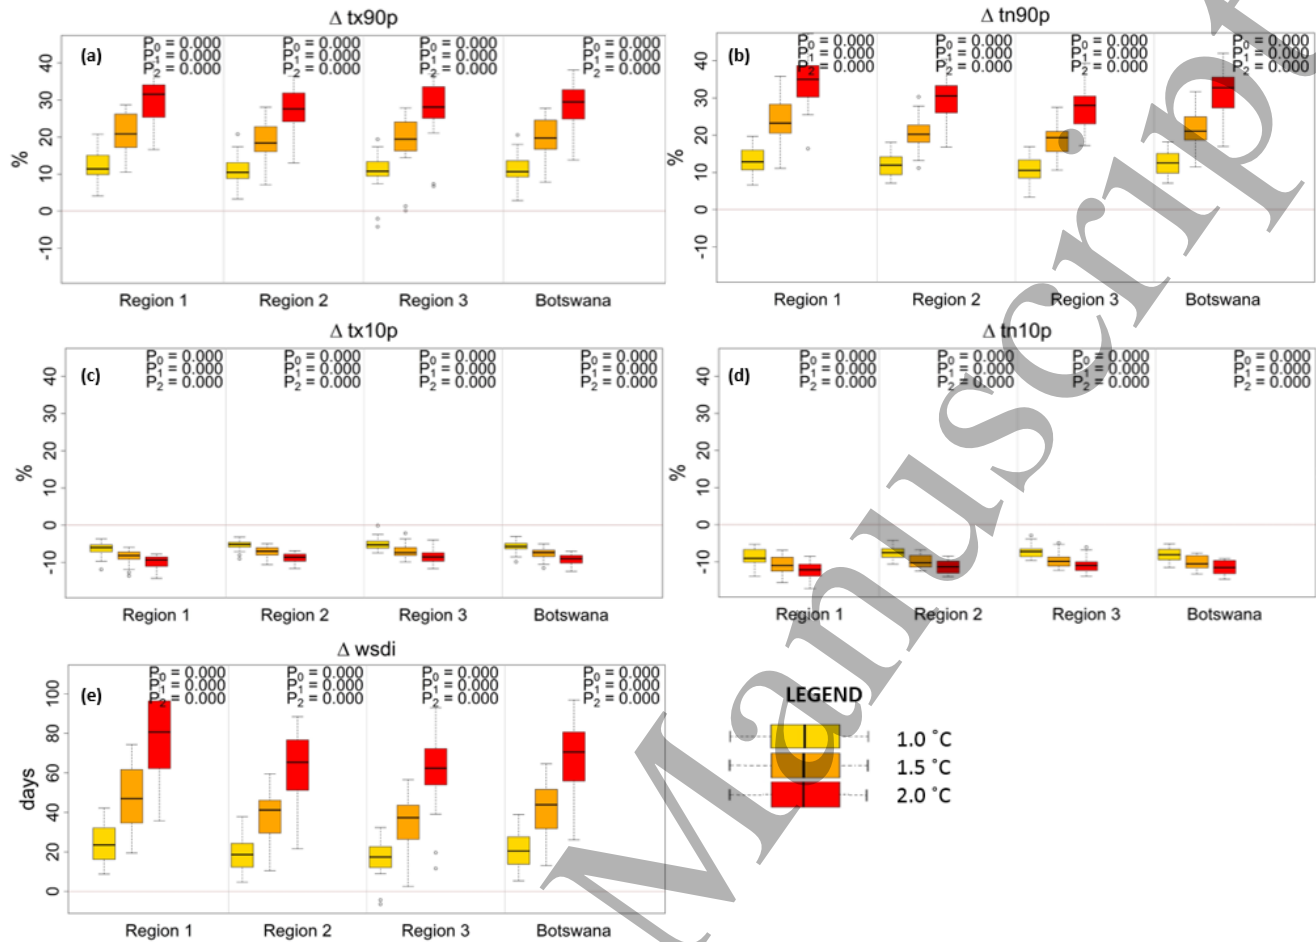 Δ tx90p
(a)
P0 = 0.000
P1 = 0.000
P2 = 0.000
P0 = 0.000
P1 = 0.000
P2 = 0.000
P0 = 0.000
P1 = 0.000
P2 = 0.000
P0 = 0.000
P1 = 0.000
P2 = 0.000
%
40
30
20
10
0
-10
Region 1
Region 2
Region 3
Botswana
Δ tn90p
(b)
P0 = 0.000
P1 = 0.000
P2 = 0.000
P0 = 0.000
P1 = 0.000
P2 = 0.000
P0 = 0.000
P1 = 0.000
P2 = 0.000
P0 = 0.000
P1 = 0.000
P2 = 0.000
%
40
30
20
10
0
-10
Region 1
Region 2
Region 3
Botswana
Δ tx10p
(c)
P0 = 0.000
P1 = 0.000
P2 = 0.000
P0 = 0.000
P1 = 0.000
P2 = 0.000
P0 = 0.000
P1 = 0.000
P2 = 0.000
P0 = 0.000
P1 = 0.000
P2 = 0.000
%
40
30
20
10
0
-10
Region 1
Region 2
Region 3
Botswana
Δ tn10p
(d)
P0 = 0.000
P1 = 0.000
P2 = 0.000
P0 = 0.000
P1 = 0.000
P2 = 0.000
P0 = 0.000
P1 = 0.000
P2 = 0.000
P0 = 0.000
P1 = 0.000
P2 = 0.000
%
40
30
20
10
0
-10
Region 1
Region 2
Region 3
Botswana
Δ wsdi
(e)
P0 = 0.000
P1 = 0.000
P2 = 0.000
P0 = 0.000
P1 = 0.000
P2 = 0.000
P0 = 0.000
P1 = 0.000
P2 = 0.000
P0 = 0.000
P1 = 0.000
P2 = 0.000
days
100
80
60
40
20
0
Region 1
Region 2
Region 3
Botswana
LEGEND
1.0 ˚C
1.5 ˚C
2.0 ˚C
Manuscript